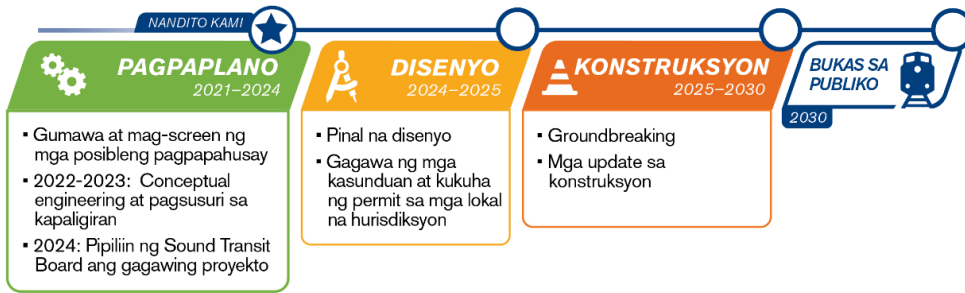 NANDITO KAMI
PAGPAPLANO
2021–2024
▪ Gumawa at mag-screen ng
mga posibleng pagpapahusay
▪ 2022-2023: Conceptual
engineering at pagsusuri sa
kapaligiran
▪ 2024: Pipiliin ng Sound Transit
Board ang gagawing proyekto
DISENYO
2024–2025
▪ Pinal na disenyo
▪ Gagawa ng mga
kasunduan at kukuha
ng permit sa mga lokal
na hurisdiksyon
KONSTRUKSYON
2025–2030
▪ Groundbreaking
▪ Mga update sa
konstruksyon
BUKAS SA
PUBLIKO
2030